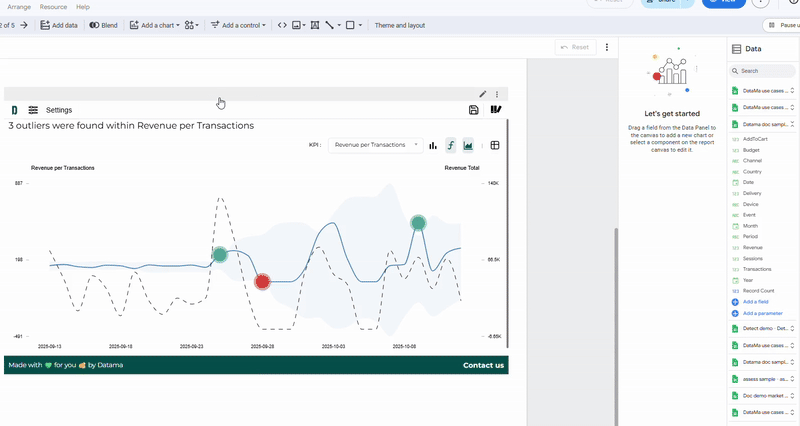 Arrange Resource Help
Reset Share View
2 of 5 Add data Blend Add a chart Add a control Theme and layout Pause u
Reset
Data
Search
DataMa use cases ...
DataMa use cases ...
Datama doc sampl...
Let's get started
Drag a field from the Data Panel to
the canvas to add a new chart or
select a component on the report
canvas to edit it.
AddToCart
Budget
Channel
Country
Date
Delivery
Device
Event
Month
Period
Revenue
Sessions
Transactions
Year
Record Count
Add a field
Add a parameter
Detect demo - Det...
DataMa use cases ...
Datama doc sampl...
assess sample - as...
Doc demo market ...
DataMa use cases ...
D Settings
3 outliers were found within Revenue per Transactions
KPI : Revenue per Transactions
Revenue per Transactions Revenue Total
887 140K
198 66.6K
-491 -6.85K
2025-09-13 2025-09-18 2025-09-23 2025-09-28 2025-10-03 2025-10-08
Made with for you by Datama Contact us